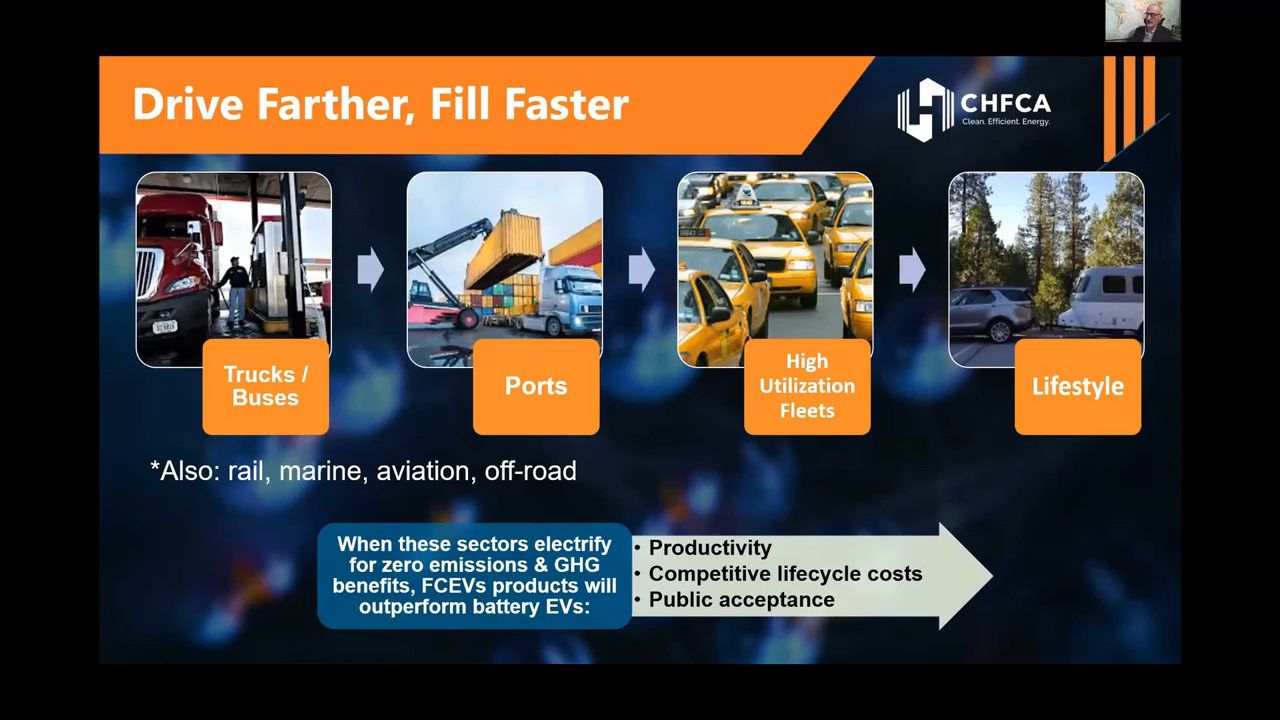 Drive Farther, Fill Faster
CHFCA
Clean. Efficient. Energy.
Trucks /
Buses
Ports
High
Utilization
Fleets
Lifestyle
*Also: rail, marine, aviation, off-road
When these sectors electrify
for zero emissions & GHG
benefits, FCEVs products will
outperform battery EVs:
• Productivity
• Competitive lifecycle costs
• Public acceptance